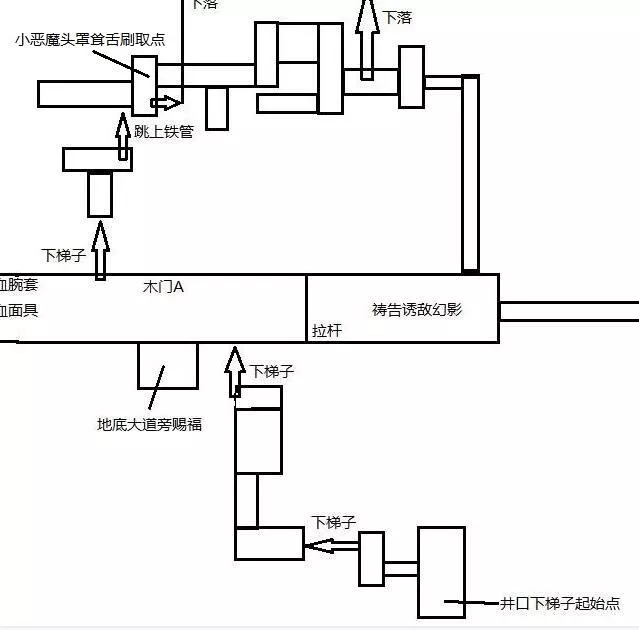 下落
下落
小恶魔头罩耸舌刷取点
跳上铁管
下梯子
血腕套
木门A
血面具
祷告诱敌幻影
拉杆
下梯子
地底大道旁赐福
下梯子
井口下梯子起始点